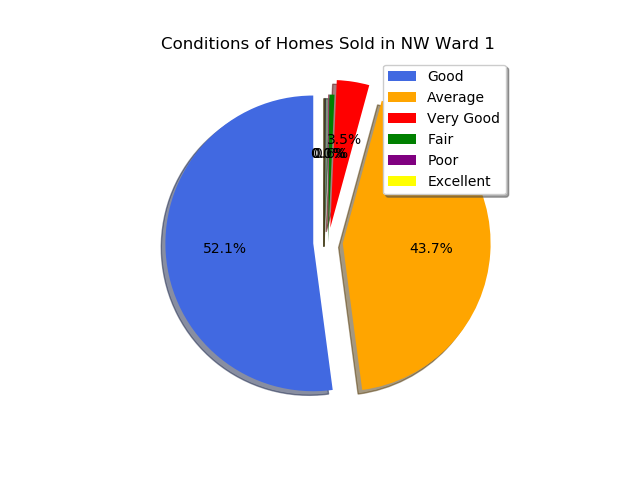 Conditions of Homes Sold in NW Ward 1
Good
Average
Very Good
Fair
Poor
Excellent
3.5%
52.1%
43.7%